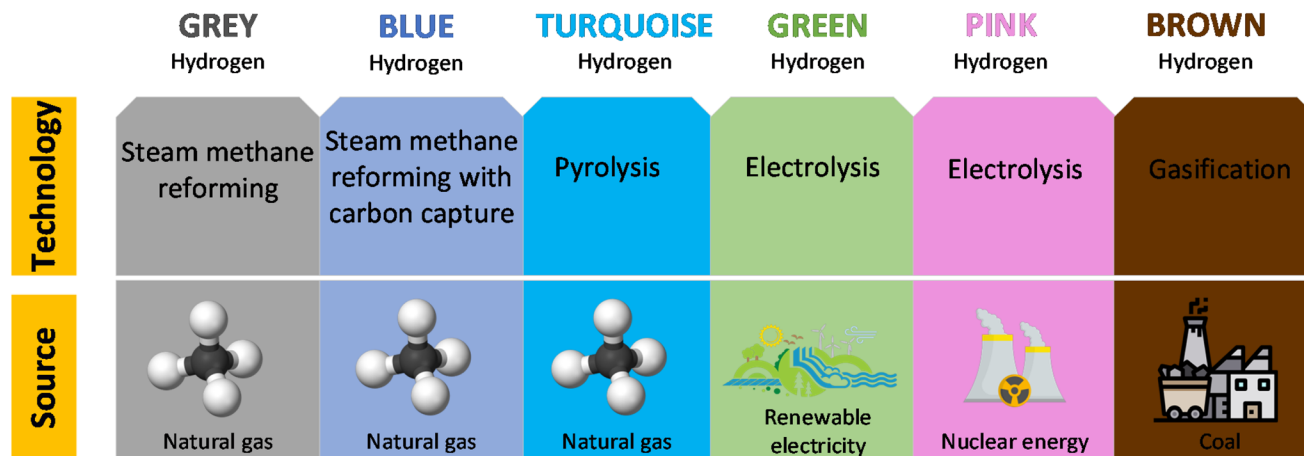 GREY
Hydrogen
BLUE
Hydrogen
TURQUOISE
Hydrogen
GREEN
Hydrogen
PINK
Hydrogen
BROWN
Hydrogen
Technology
Steam methane
reforming
Steam methane
reforming with
carbon capture
Pyrolysis
Electrolysis
Electrolysis
Gasification
Source
Natural gas
Natural gas
Natural gas
Renewable
electricity
Nuclear energy
Coal